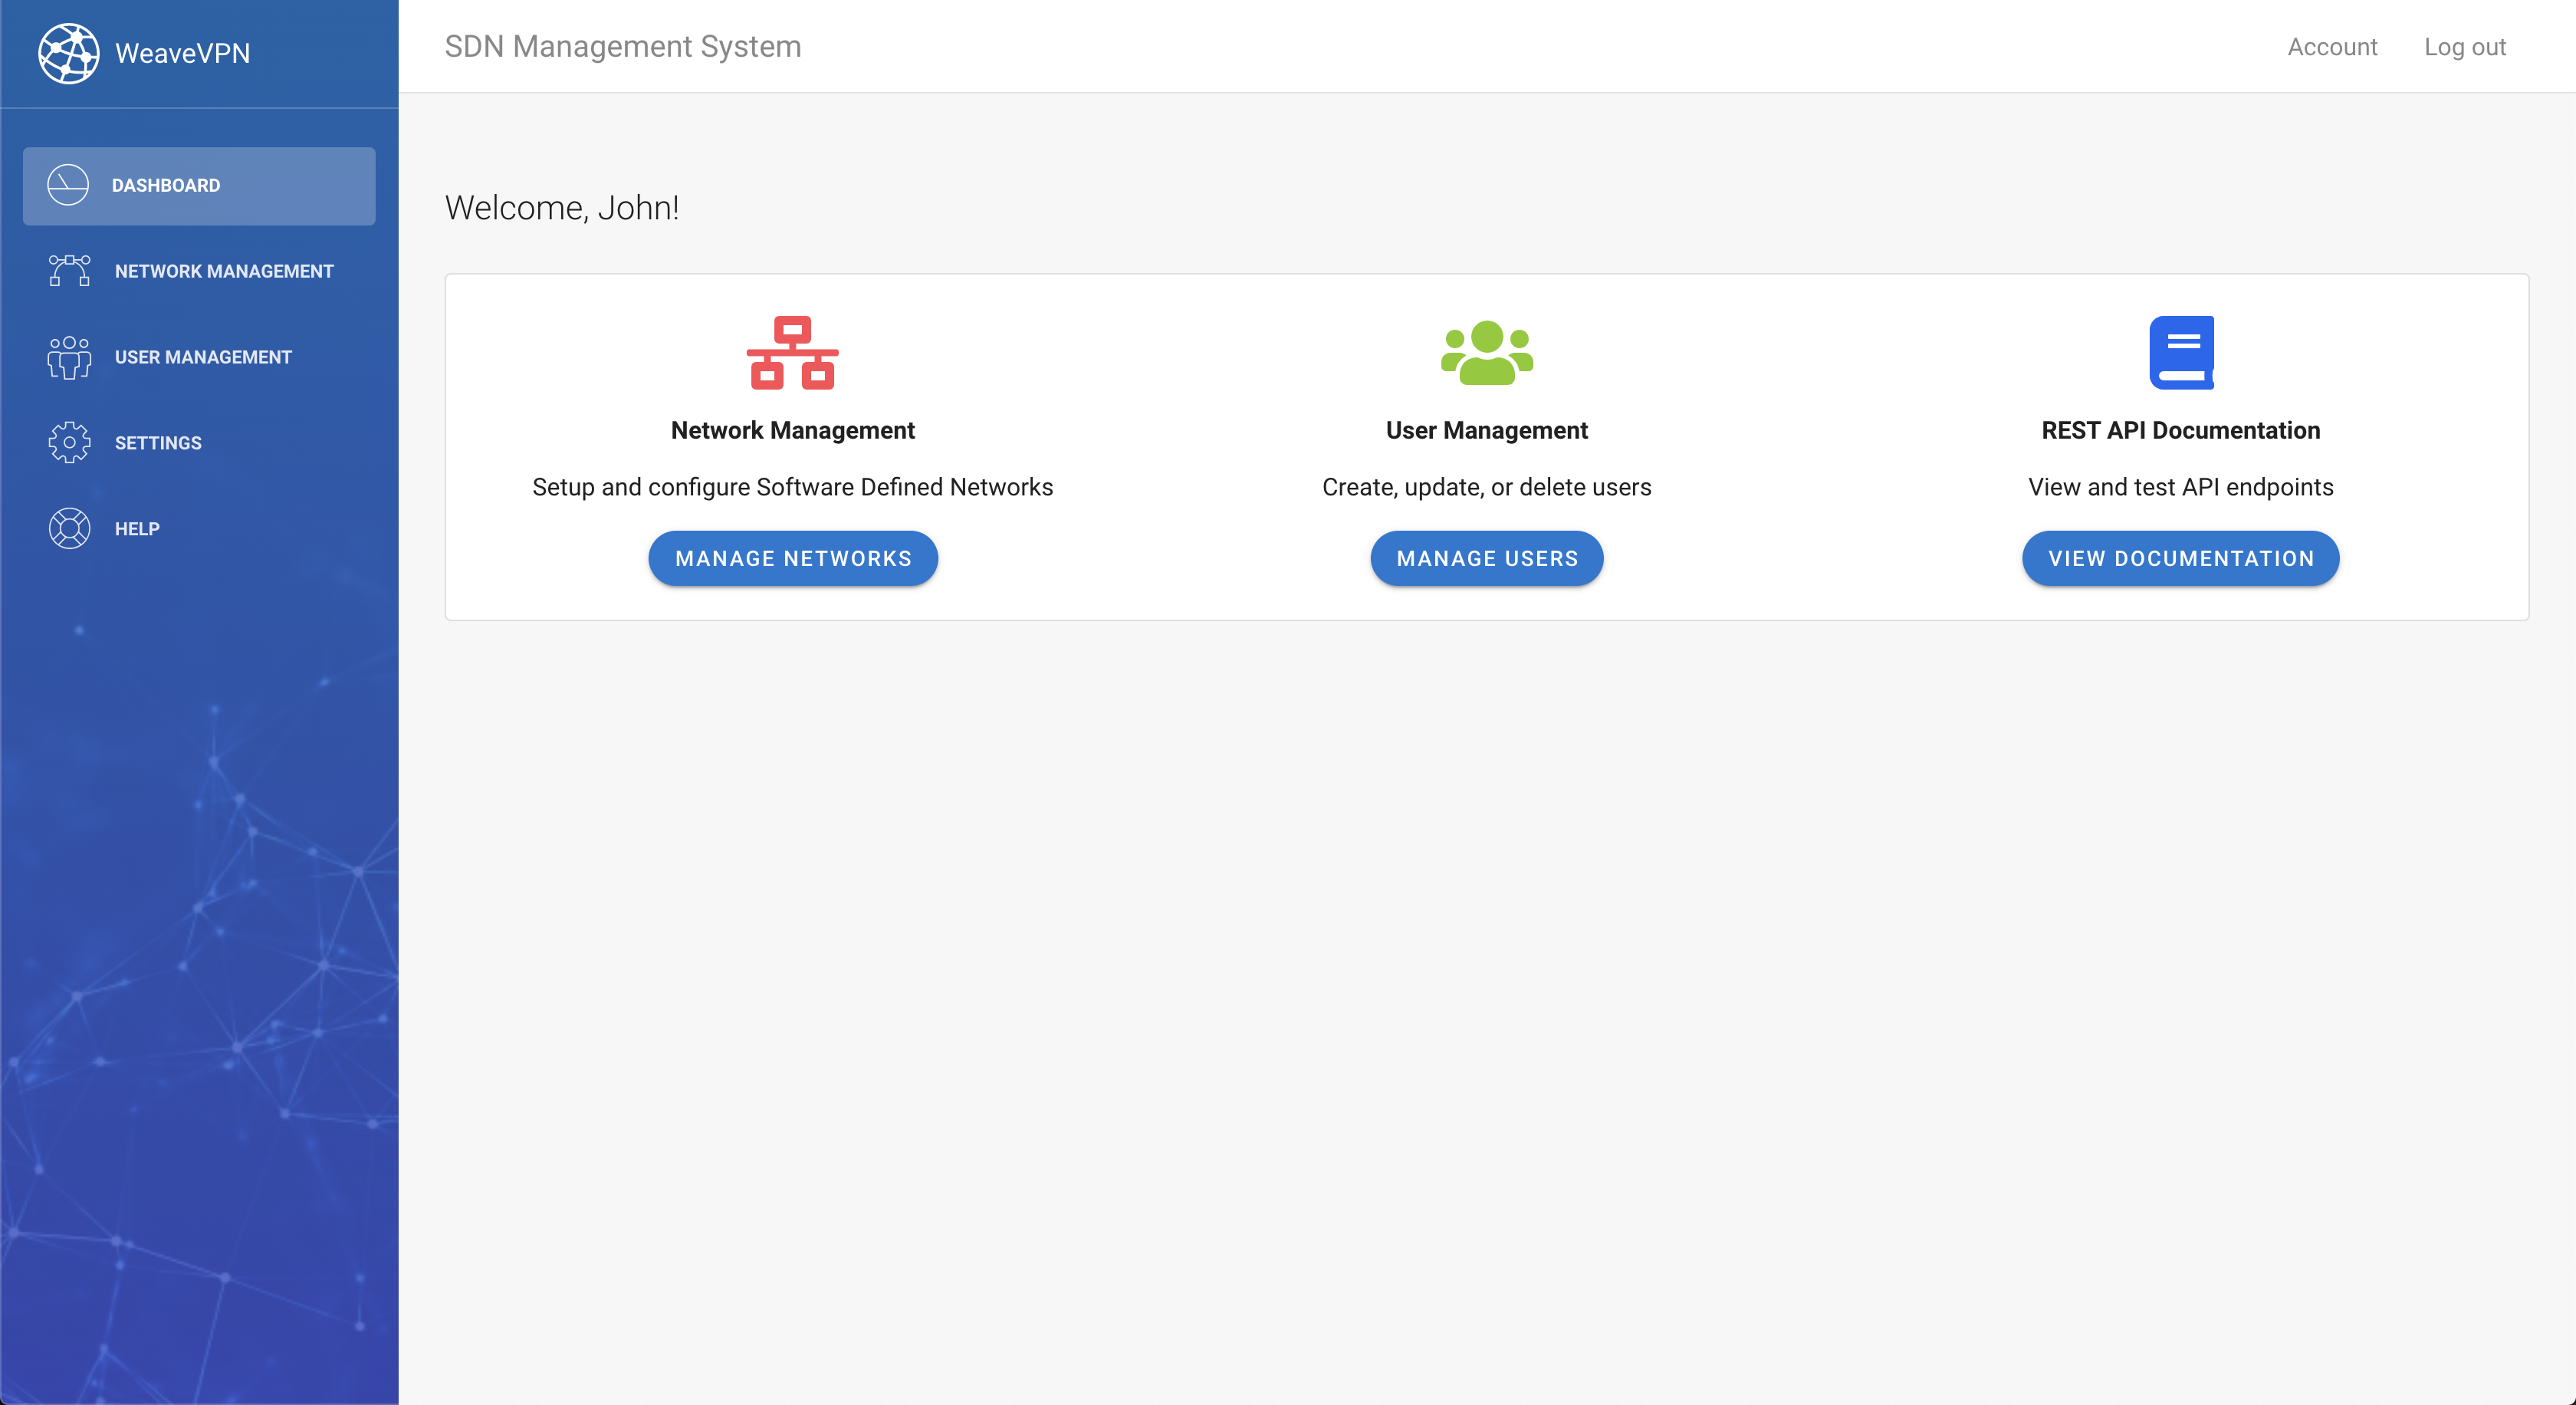 WeaveVPN
SDN Management System
Account
Log out
DASHBOARD
NETWORK MANAGEMENT
USER MANAGEMENT
SETTINGS
HELP
Welcome, John!
Network Management
Setup and configure Software Defined Networks
MANAGE NETWORKS
User Management
Create, update, or delete users
MANAGE USERS
REST API Documentation
View and test API endpoints
VIEW DOCUMENTATION